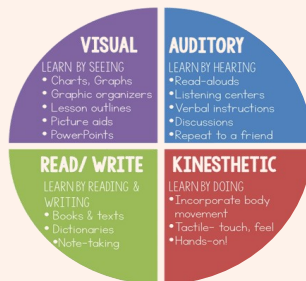 VISUAL
LEARN BY SEEING
• Charts, Graphs
• Graphic organizers
• Lesson outlines
• Picture aids
• PowerPoints
AUDITORY
LEARN BY HEARING
• Read-alouds
• Listening centers
• Verbal instructions
• Discussions
• Repeat to a friend
READ/ WRITE
LEARN BY READING &
WRITING
• Books & texts
• Dictionaries
• Note-taking
KINESTHETIC
LEARN BY DOING
• Incorporate body
movement
• Tactile- touch, feel
• Hands-on!